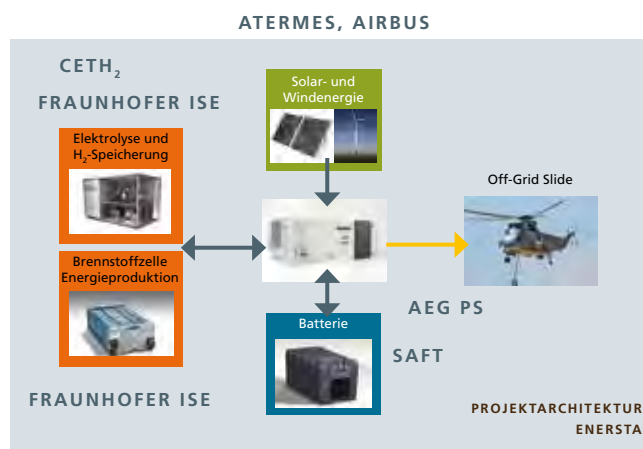 ATERMES, AIRBUS
CETH₂
FRAUNHOFER ISE
Solar- und
Windenergie
Elektrolyse und
H₂-Speicherung
Off-Grid Slide
Brennstoffzelle
Energieproduktion
AEG PS
Batterie
SAFT
FRAUNHOFER ISE
PROJEKTARCHITEKTUR
ENERSTA